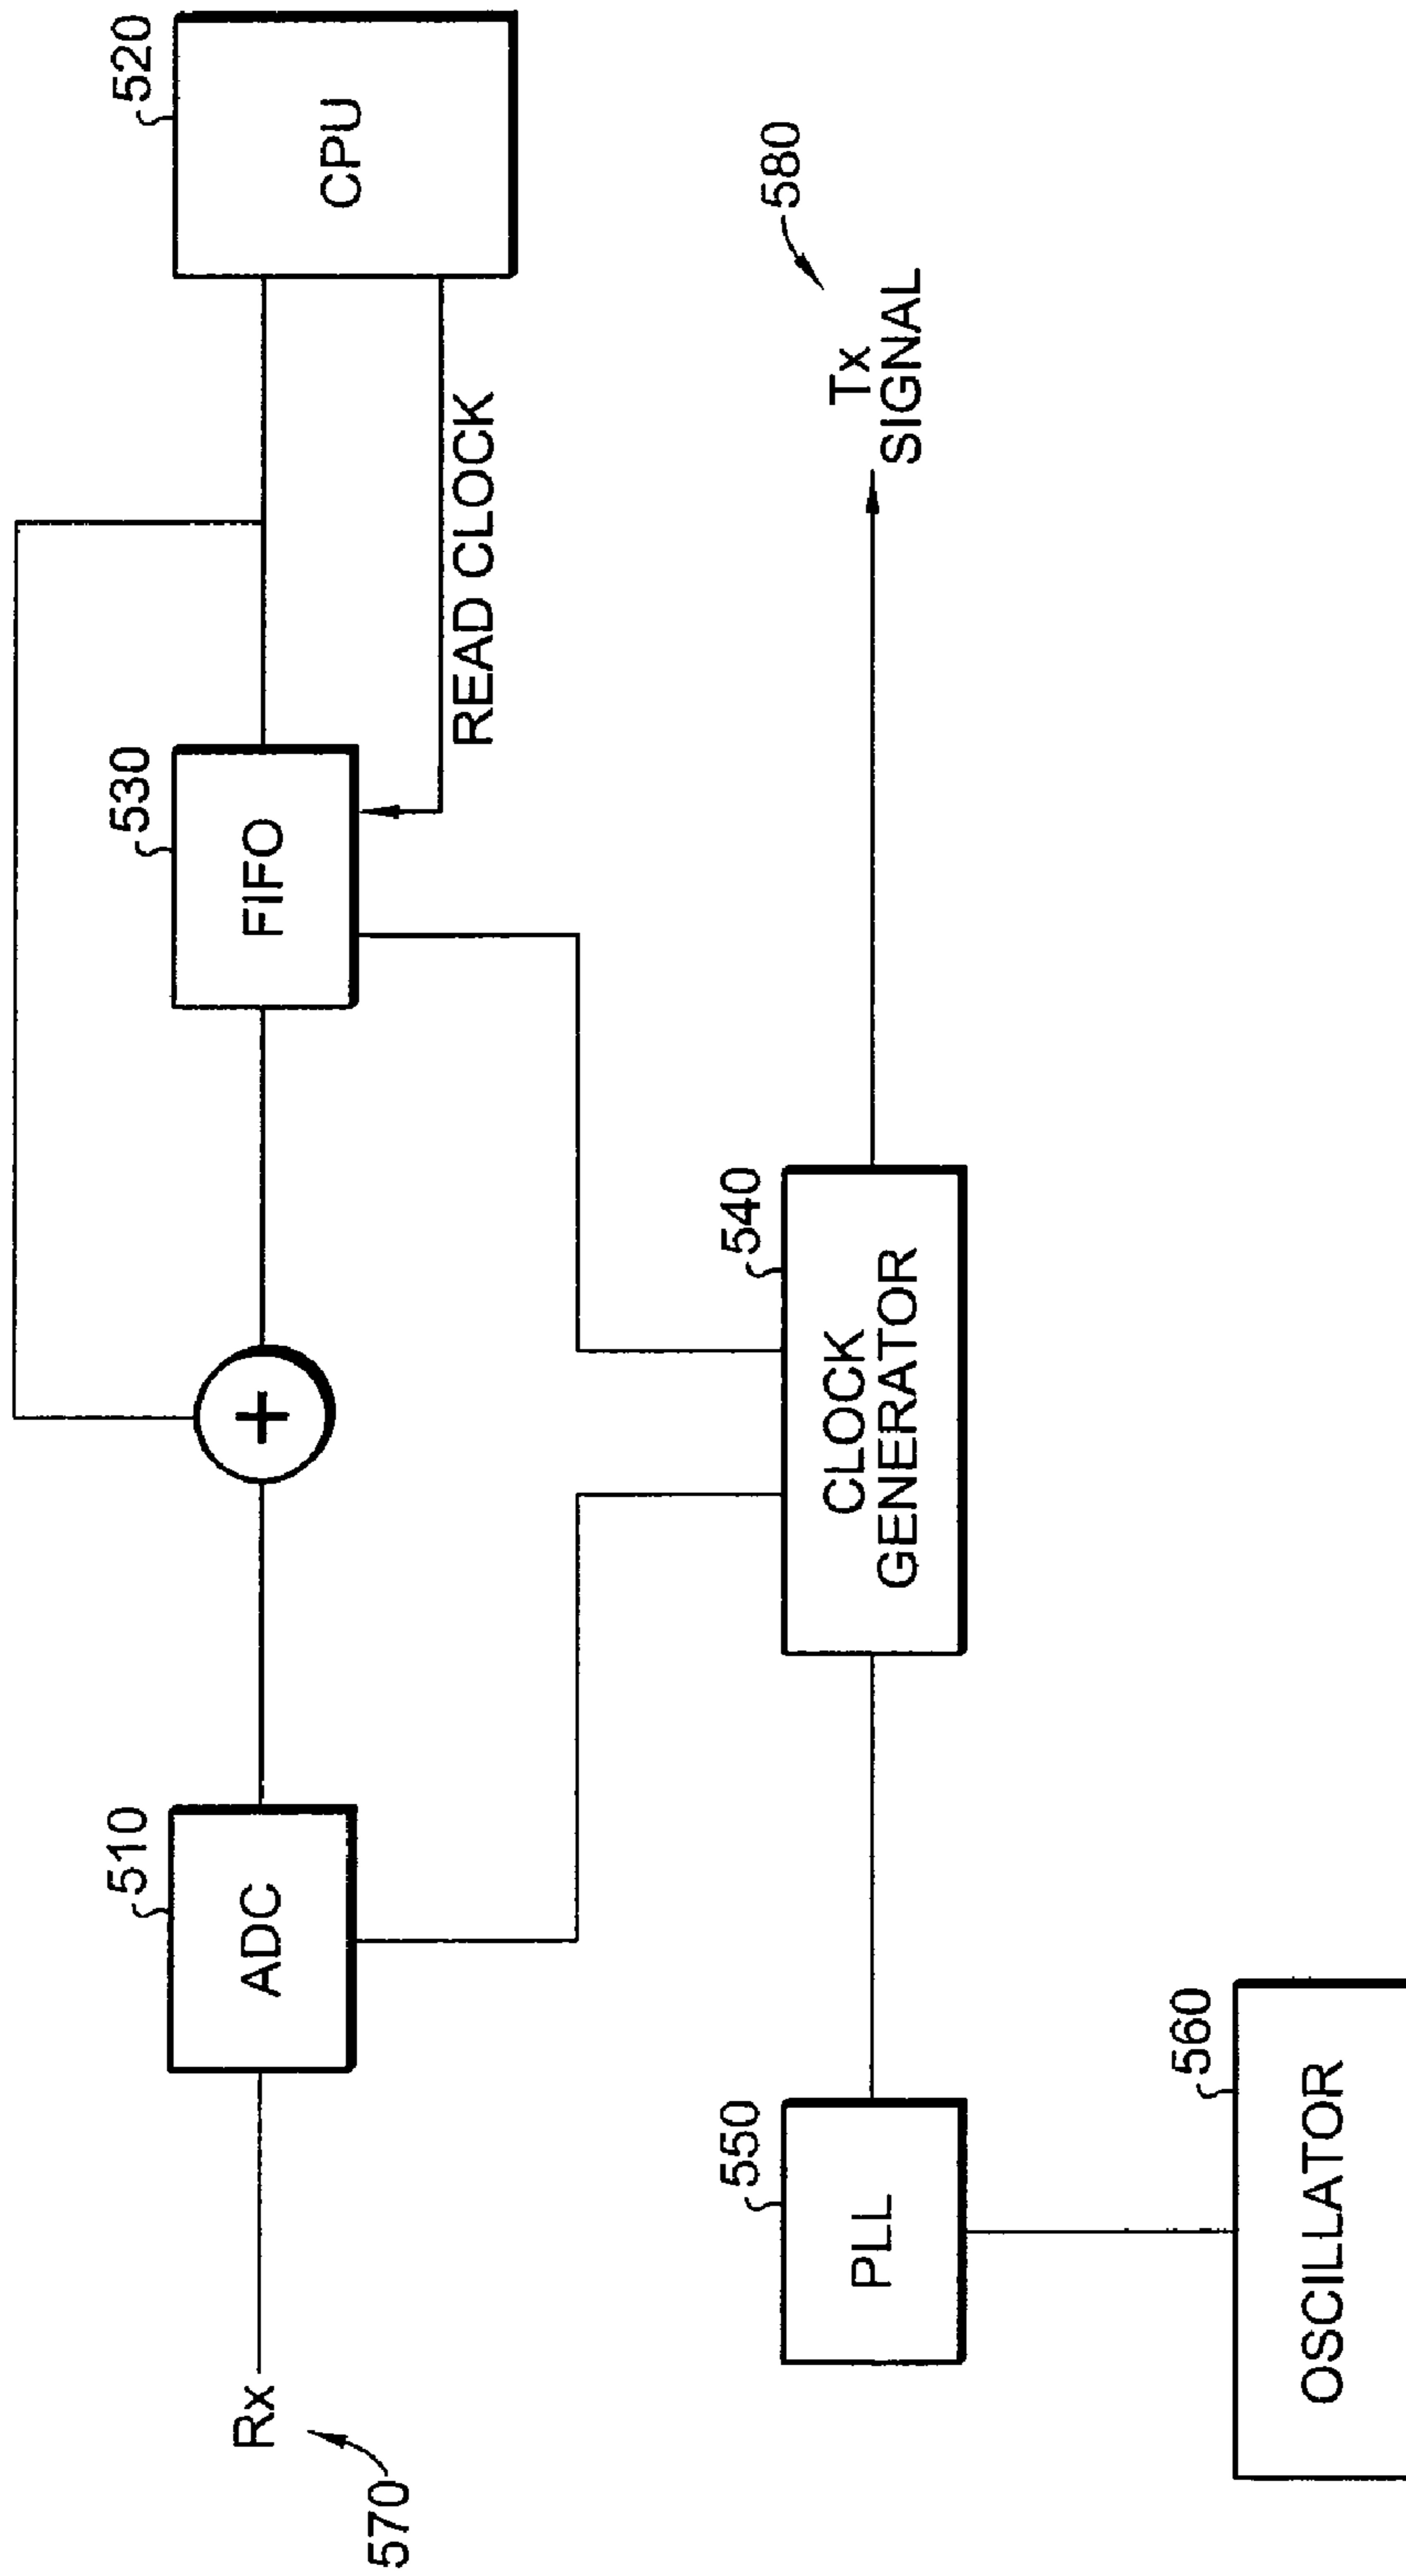 510
ADC
530
FIFO
520
CPU
+
Rx
570
READ CLOCK
550
PLL
540
CLOCK
GENERATOR
Tx
SIGNAL
580
560
OSCILLATOR